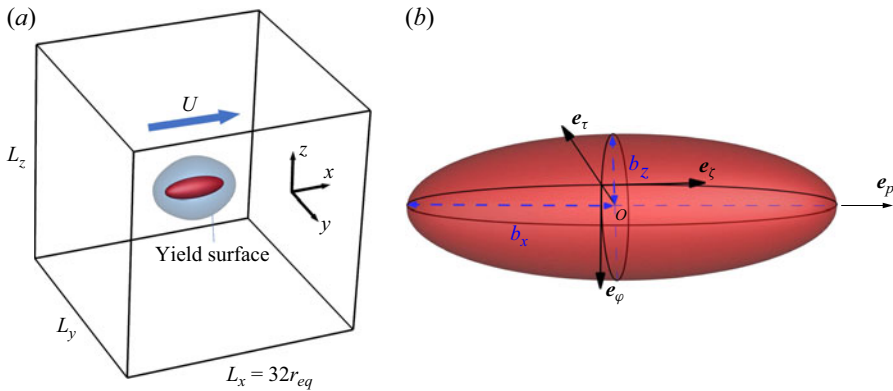 (a)
(b)
U
L_z
z
x
y
Yield surface
L_y
L_x = 32r_eq
e_τ
b_z
e_ζ
e_p
O
b_x
e_φ